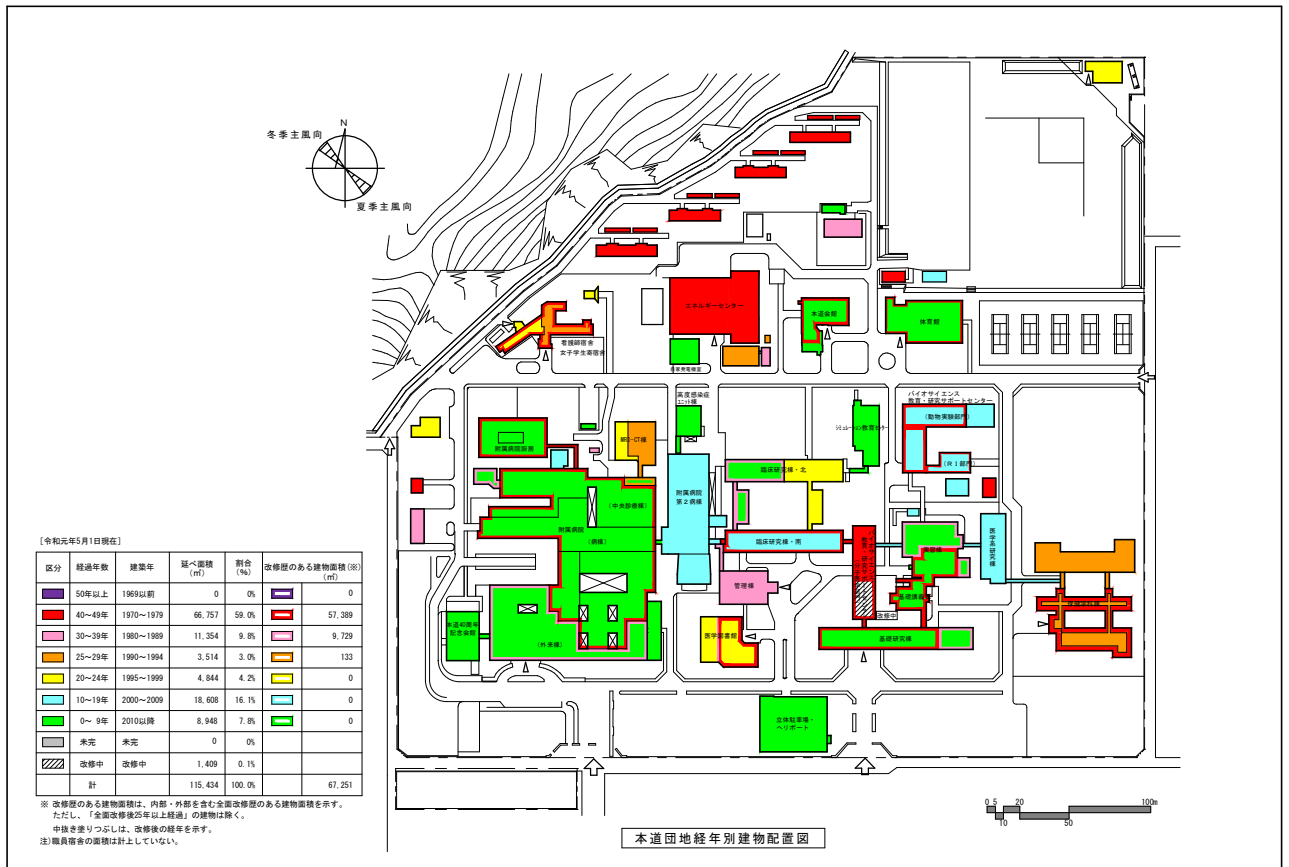 冬季主風向
N
夏季主風向
エネルギーセンター
本道会館
体育館
看護師宿舎
女子学生寄宿舎
自家発電機室
高度感染症
ユニット棟
シミュレーション教育センター
バイオサイエンス
教育・研究サポートセンター
(動物実験部門)
(RI部門)
MRI-CT棟
附属病院厨房
(中央診療棟)
附属病院
(病棟)
附属病院
第2病棟
臨床研究棟・北
臨床研究棟・南
管理棟
医学系研究棟
実習棟
基礎講義棟
改修中
基礎研究棟
保健学科棟
本道40周年
記念会館
(外来棟)
医学図書館
立体駐車場・
ヘリポート
[令和元年5月1日現在]
区分 経過年数 建築年 延べ面積(㎡) 割合(%) 改修歴のある建物面積(※)(㎡)
50年以上 1969以前 0 0% 0
40～49年 1970～1979 66,757 59.0% 57,389
30～39年 1980～1989 11,354 9.8% 9,729
25～29年 1990～1994 3,514 3.0% 133
20～24年 1995～1999 4,844 4.2% 0
10～19年 2000～2009 18,608 16.1% 0
0～ 9年 2010以降 8,948 7.8% 0
未完 未完 0 0%
改修中 改修中 1,409 0.1%
計 115,434 100.0% 67,251
※ 改修歴のある建物面積は、内部・外部を含む全面改修歴のある建物面積を示す。
ただし、「全面改修後25年以上経過」の建物は除く。
中抜き塗りつぶしは、改修後の経年を示す。
注)職員宿舎の面積は計上していない。
0 5 20 100m
10 50
本道団地経年別建物配置図